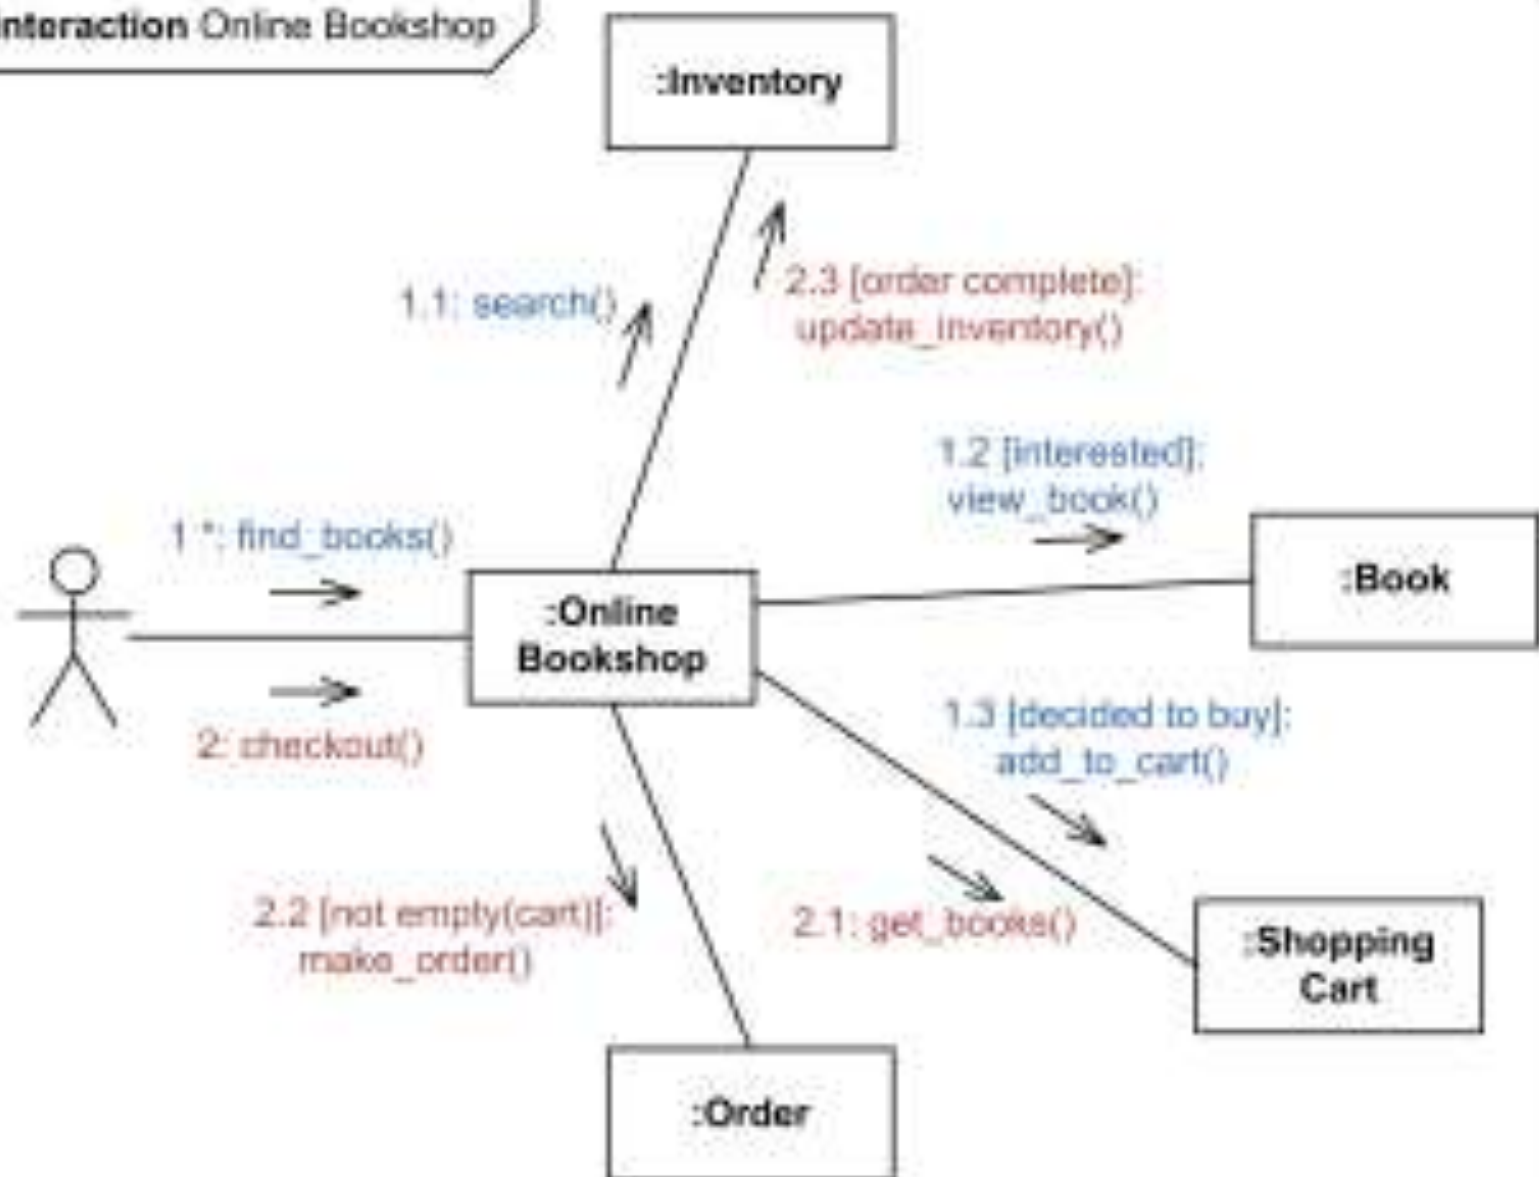 interaction Online Bookshop
:Inventory
1.1: search()
2.3 [order complete]:
update_inventory()
1.2 [interested]:
view_book()
1 *: find_books()
:Online
Bookshop
:Book
2: checkout()
1.3 [decided to buy]:
add_to_cart()
2.2 [not empty(cart)]:
make_order()
2.1: get_books()
:Shopping
Cart
:Order